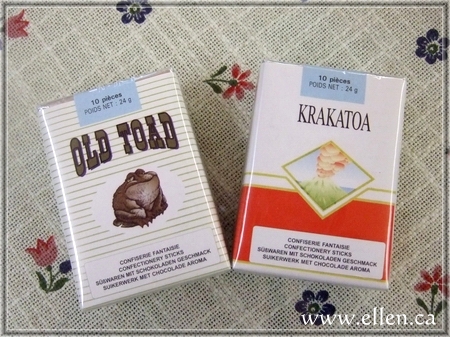 10 pièces
POIDS NET : 24 g
OLD TOAD
CONFISERIE FANTAISIE
CONFECTIONERY STICKS
SÜßWAREN MIT SCHOKOLADEN GESCHMACK
SUIKERWERK MET CHOCOLADE AROMA
10 pièces
POIDS NET : 24 g
KRAKATOA
CONFISERIE FANTAISIE
CONFECTIONERY STICKS
SÜßWAREN MIT SCHOKOLADEN GESCHMACK
SUIKERWERK MET CHOCOLADE AROMA
www.ellen.ca